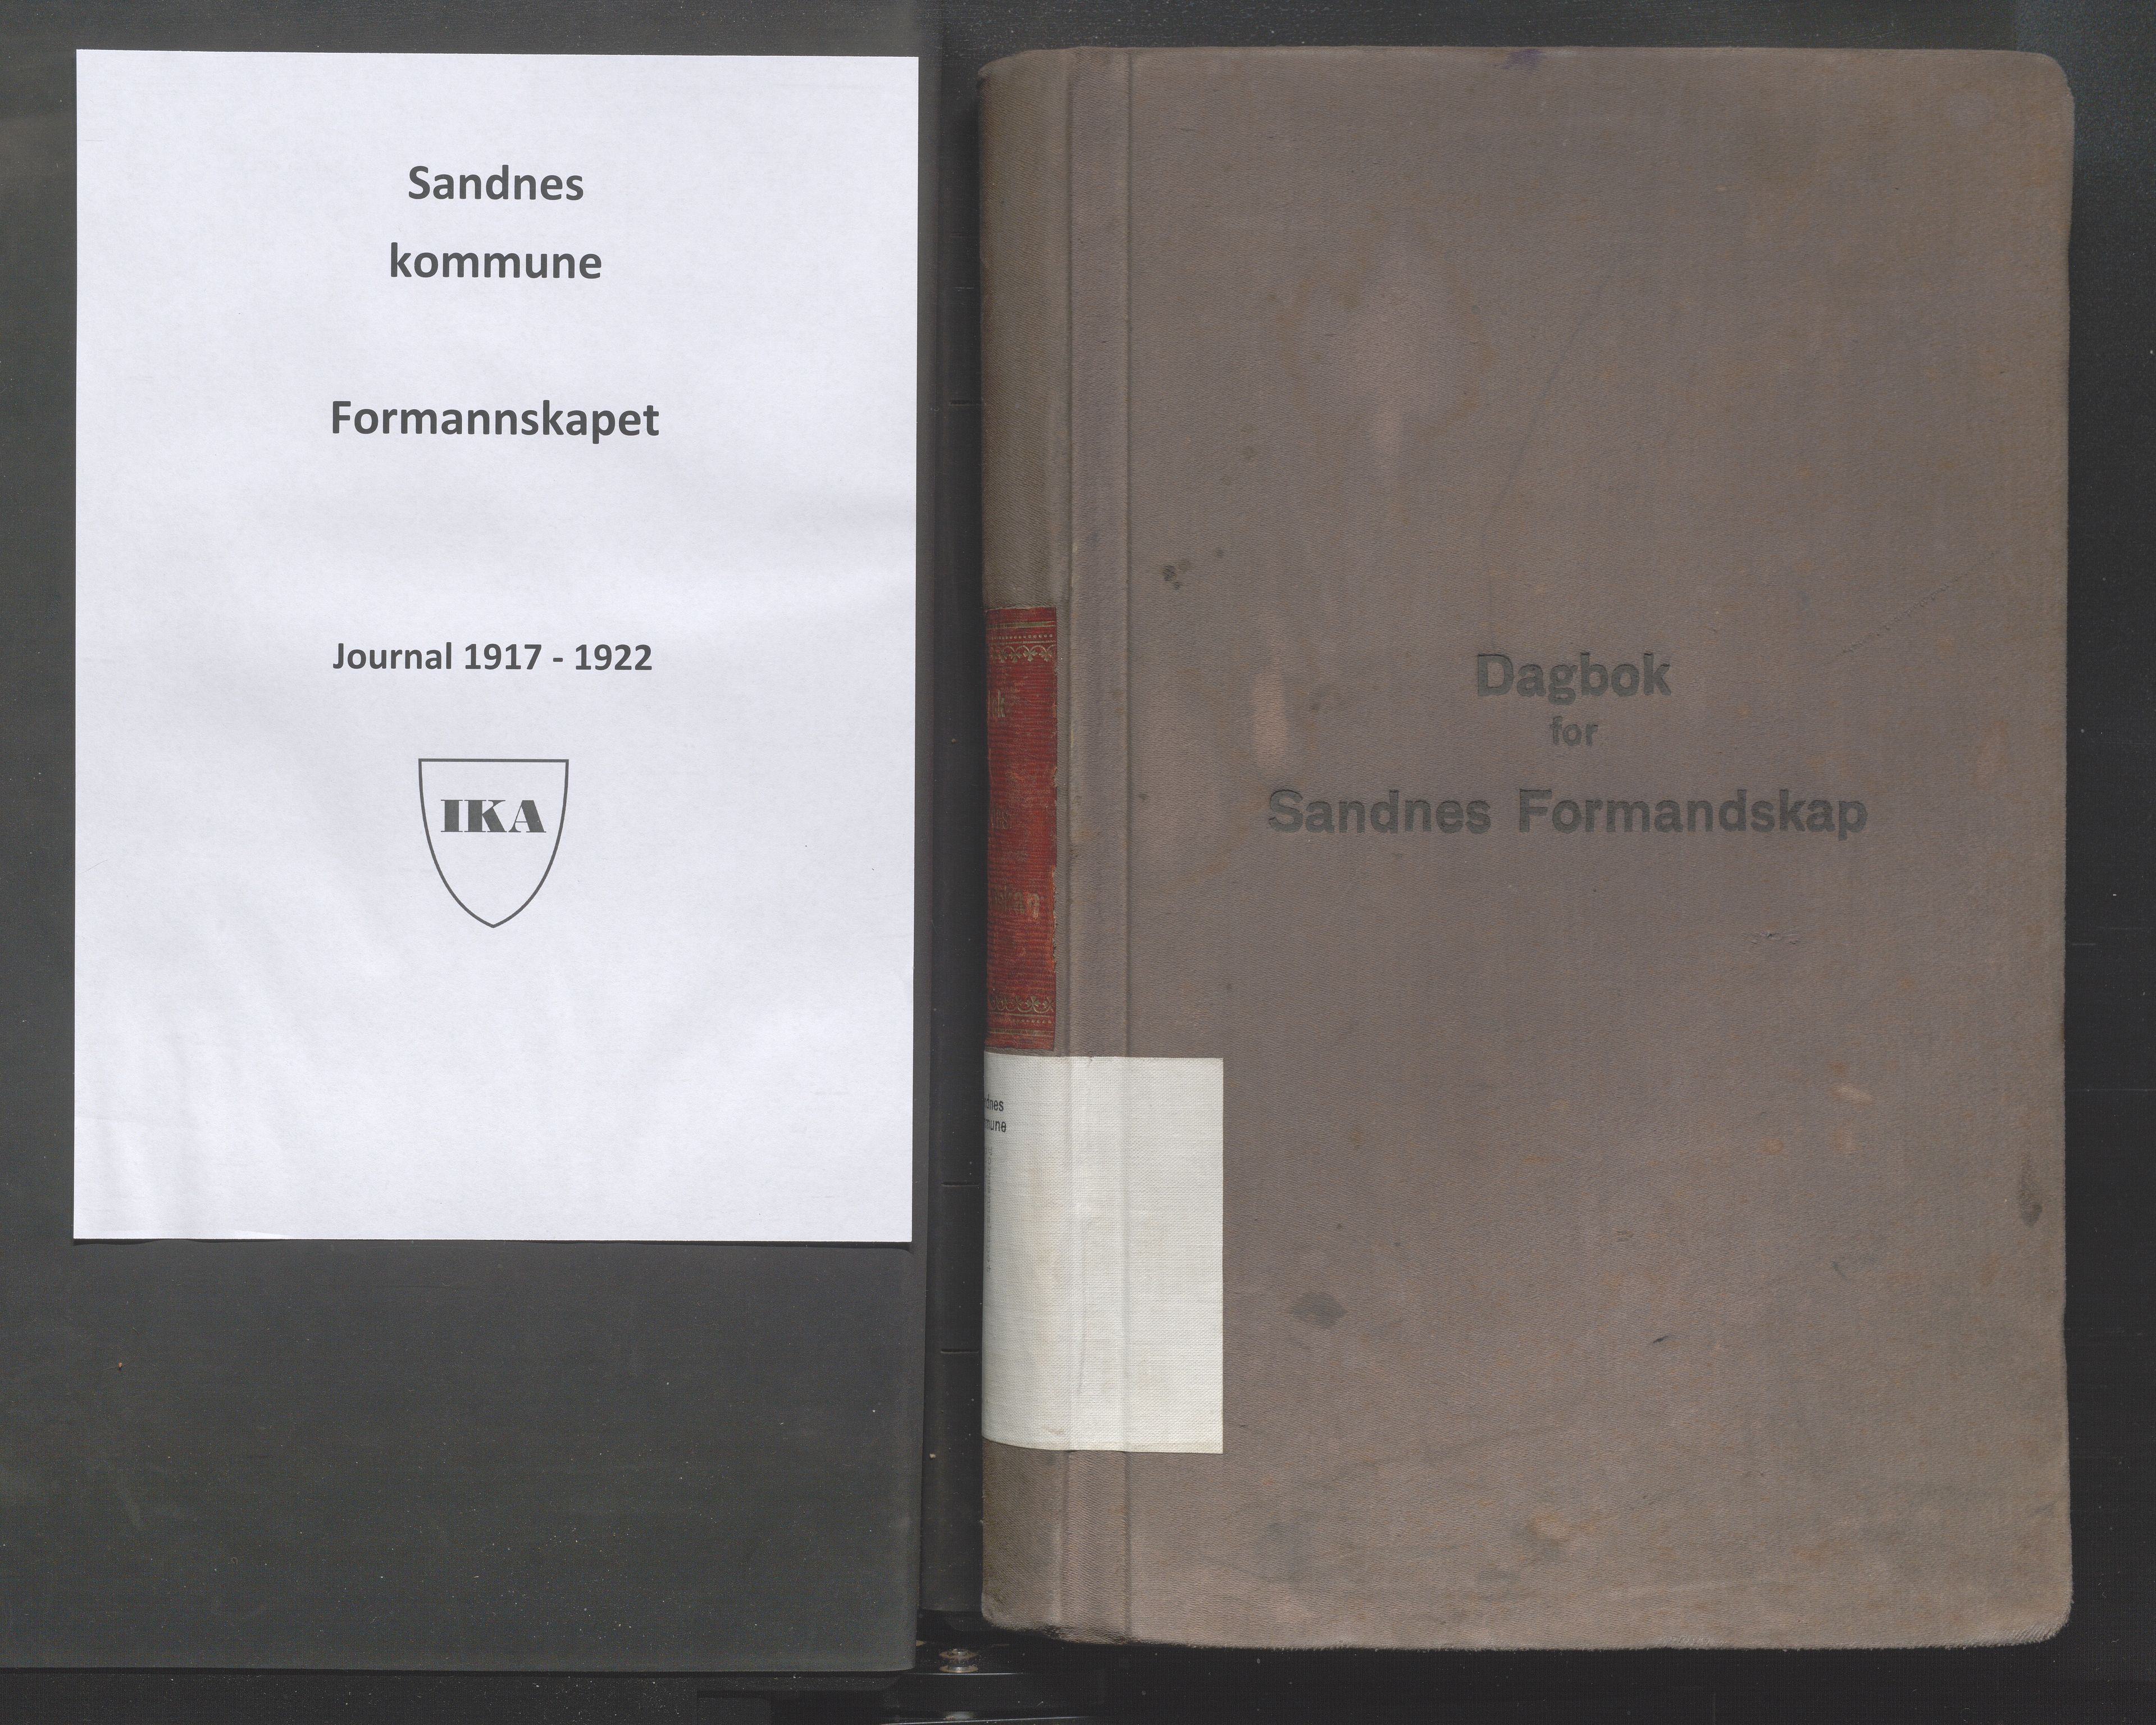 Sandnes
kommune
Formannskapet
Journal 1917 - 1922
IKA
Dagbok
for
Sandnes Formandskap